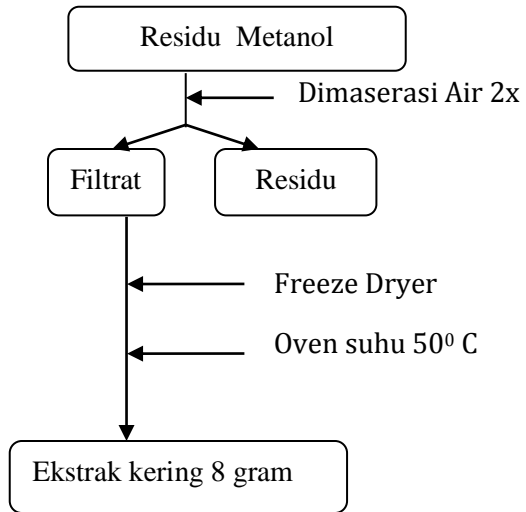 Residu Metanol
Dimaserasi Air 2x
Filtrat
Residu
Freeze Dryer
Oven suhu 50⁰ C
Ekstrak kering 8 gram